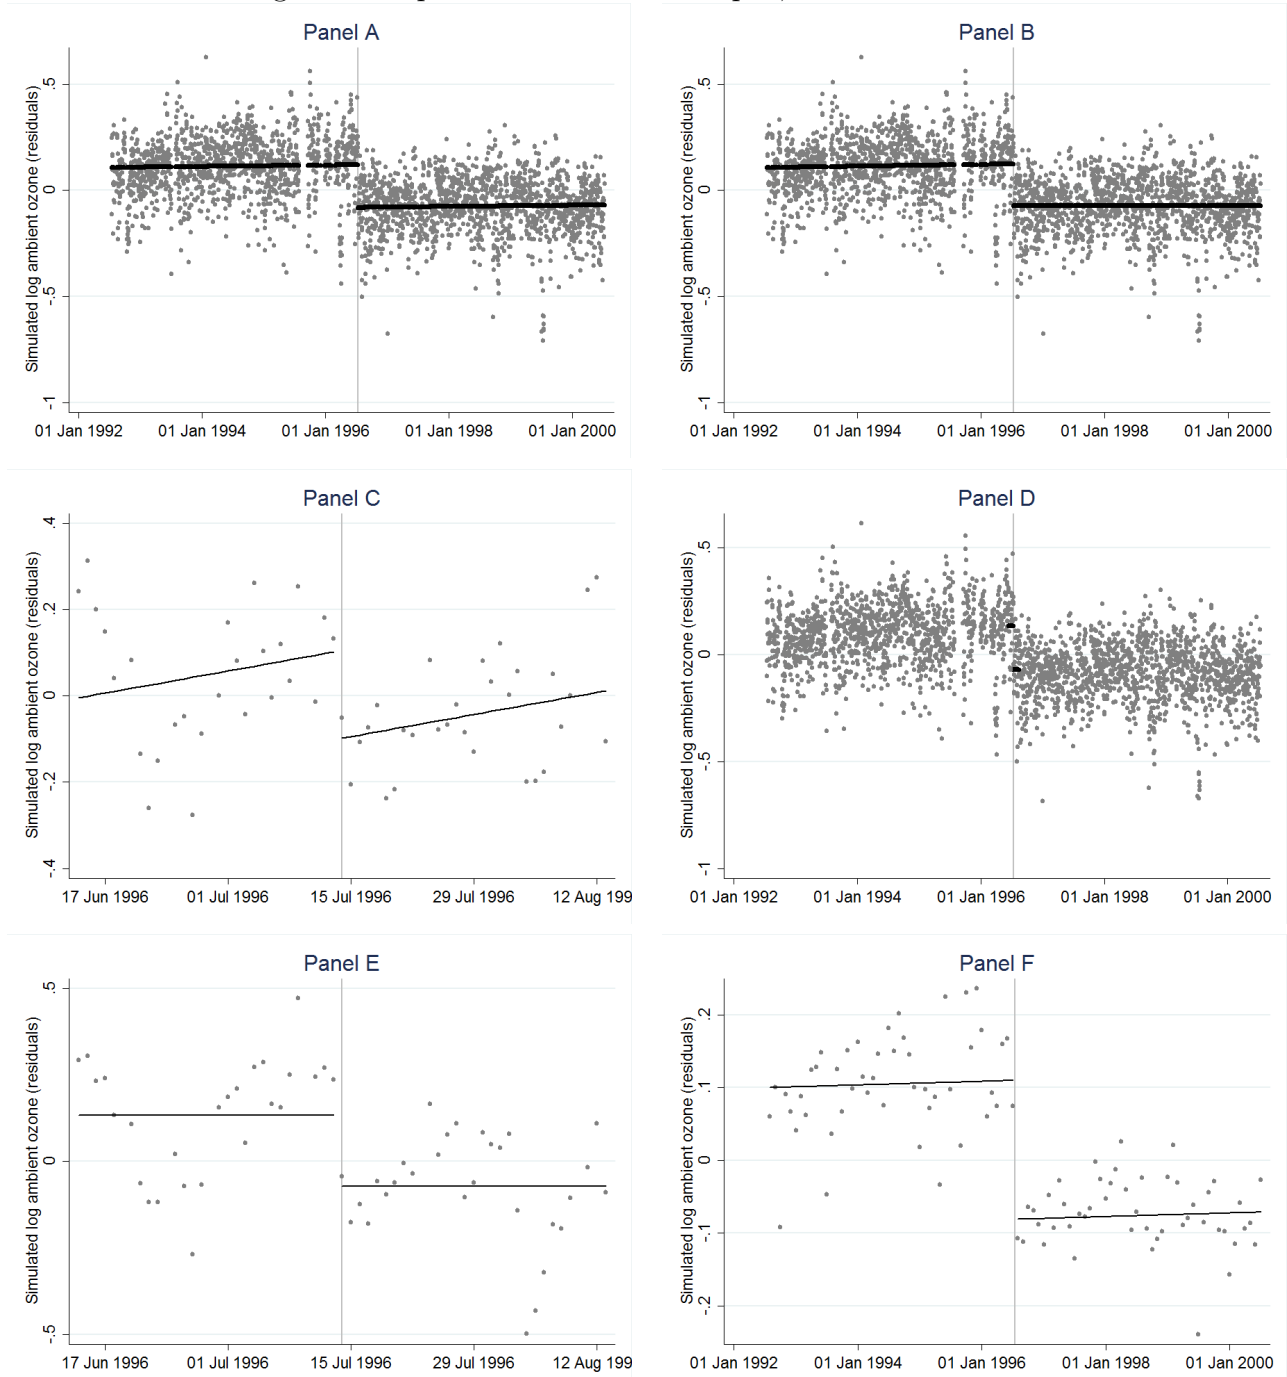 Panel A
Simulated log ambient ozone (residuals)
.5
0
-.5
-1
01 Jan 1992 01 Jan 1994 01 Jan 1996 01 Jan 1998 01 Jan 2000
Panel B
Simulated log ambient ozone (residuals)
.5
0
-.5
-1
01 Jan 1992 01 Jan 1994 01 Jan 1996 01 Jan 1998 01 Jan 2000
Panel C
Simulated log ambient ozone (residuals)
.4
.2
0
-.2
-.4
17 Jun 1996 01 Jul 1996 15 Jul 1996 29 Jul 1996 12 Aug 199
Panel D
Simulated log ambient ozone (residuals)
.5
0
-.5
-1
01 Jan 1992 01 Jan 1994 01 Jan 1996 01 Jan 1998 01 Jan 2000
Panel E
Simulated log ambient ozone (residuals)
.5
0
-.5
17 Jun 1996 01 Jul 1996 15 Jul 1996 29 Jul 1996 12 Aug 199
Panel F
Simulated log ambient ozone (residuals)
.2
.1
0
-.1
-.2
01 Jan 1992 01 Jan 1994 01 Jan 1996 01 Jan 1998 01 Jan 2000